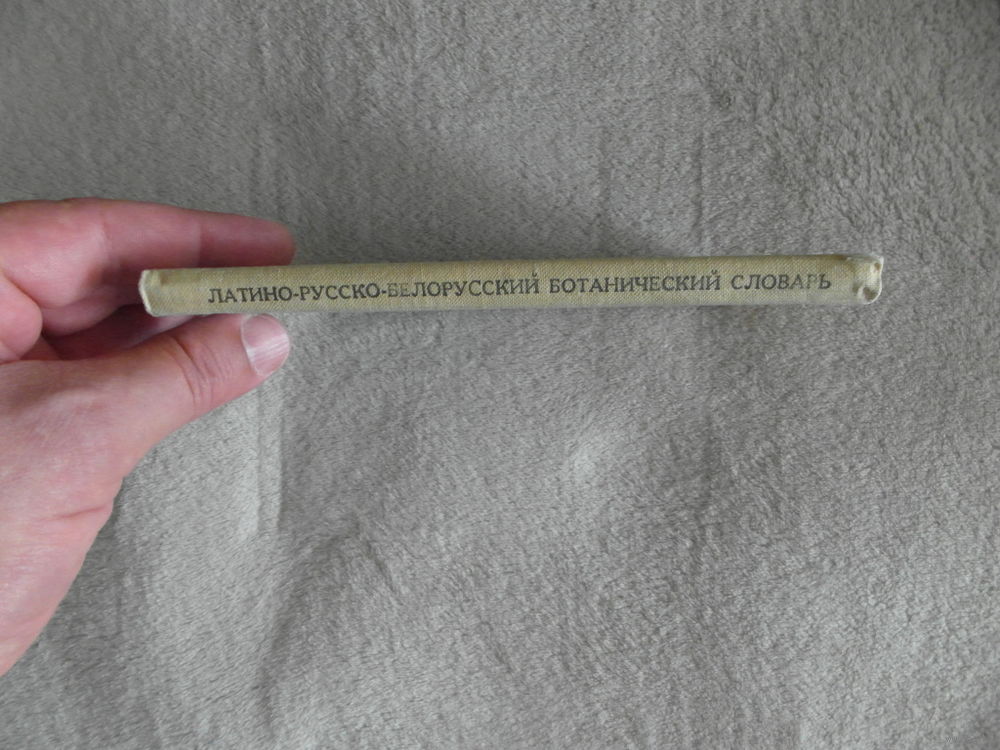 ЛАТИНО-РУССКО-БЕЛОРУССКИЙ БОТАНИЧЕСКИЙ СЛОВАРЬ